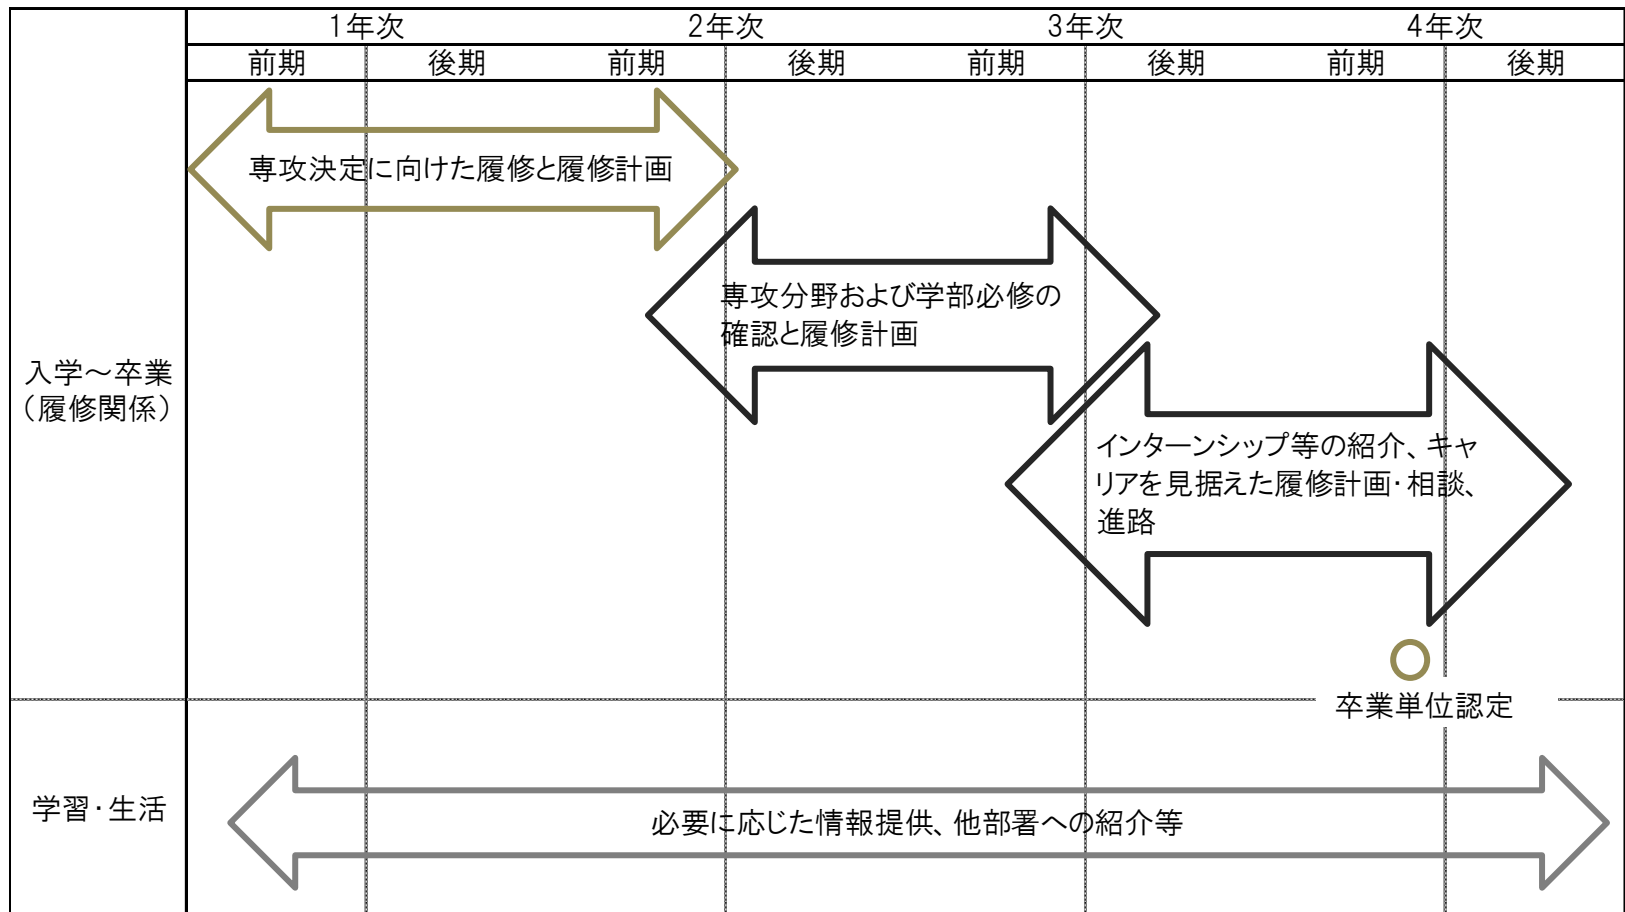 1年次 2年次 3年次 4年次
前期 後期 前期 後期 前期 後期 前期 後期
専攻決定に向けた履修と履修計画
専攻分野および学部必修の
確認と履修計画
入学～卒業
（履修関係）
インターンシップ等の紹介、キャ
リアを見据えた履修計画・相談、
進路
卒業単位認定
学習・生活
必要に応じた情報提供、他部署への紹介等